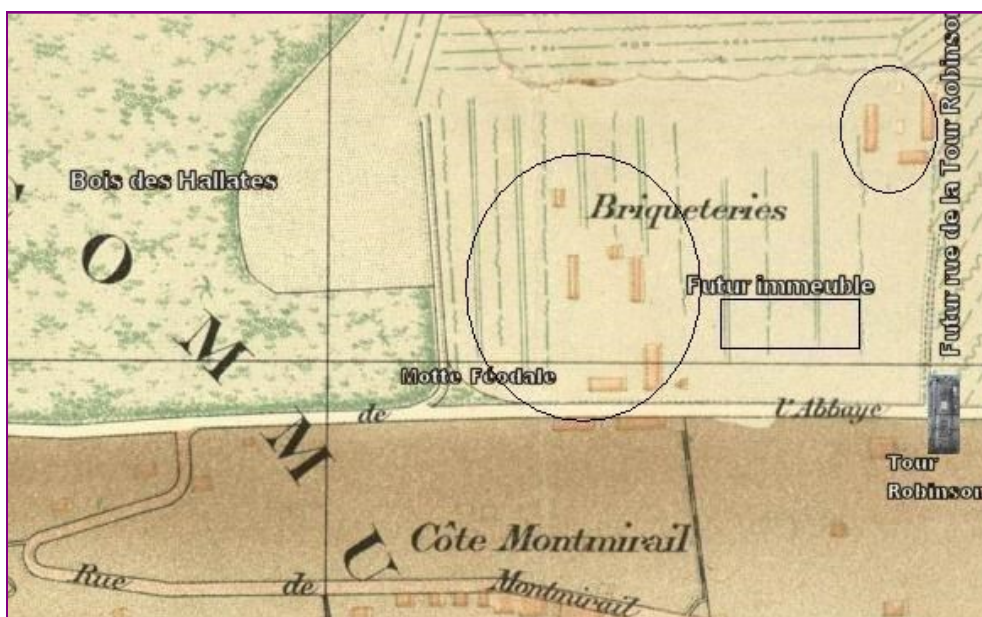 Futur rue de la Tour Robinson
Bois des Hallates
Briqueteries
O
M
M
U
Futur immeuble
Motte Féodale
de
l'Abbaye
Tour
Robinson
Côte Montmirail
Rue
de
Montmirail